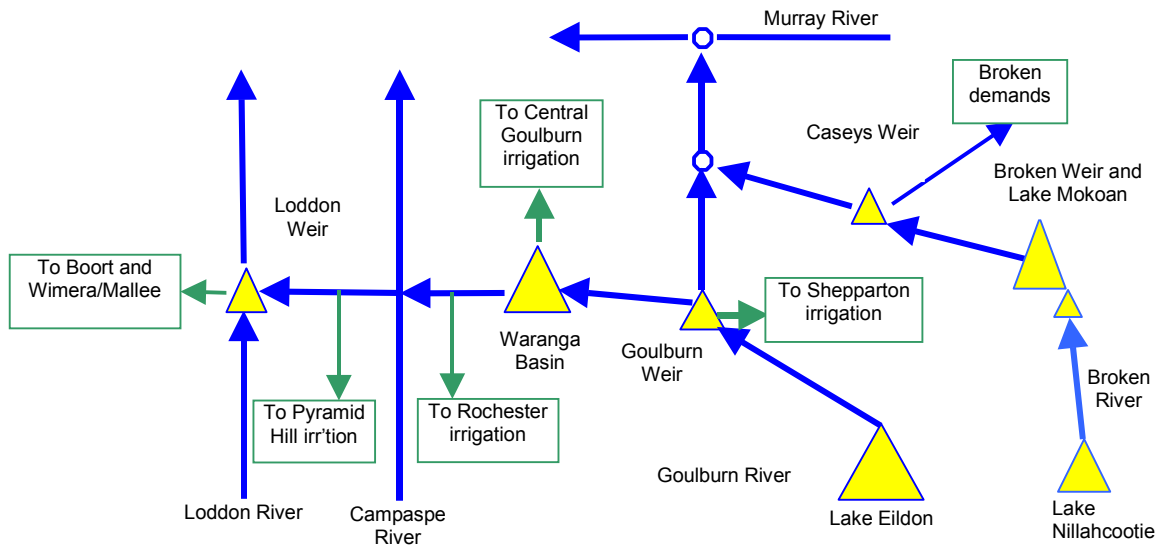 Murray River
Broken
demands
To Central
Goulburn
irrigation
Caseys Weir
Broken Weir and
Lake Mokoan
Loddon
Weir
To Boort and
Wimera/Mallee
To Shepparton
irrigation
Waranga
Basin
Goulburn
Weir
Broken
River
To Pyramid
Hill irr'tion
To Rochester
irrigation
Goulburn River
Loddon River
Campaspe
River
Lake Eildon
Lake
Nillahcootie